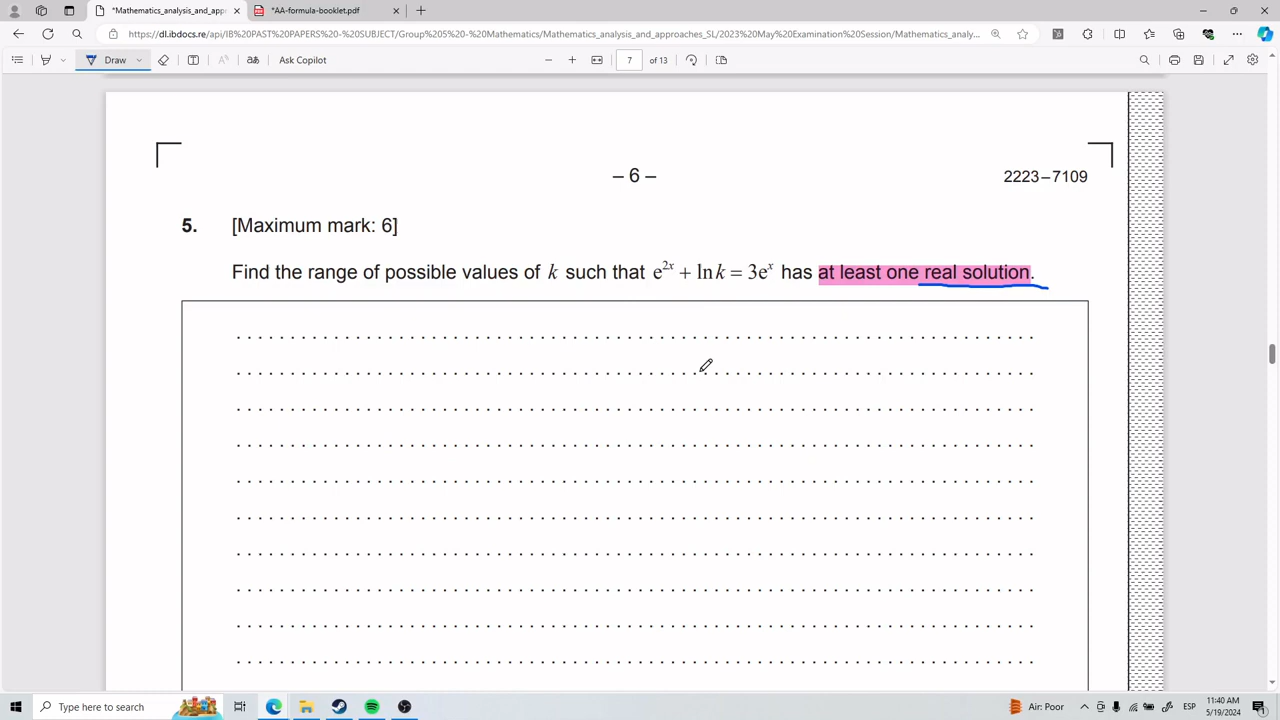 *Mathematics_analysis_and_appr
*AA-formula-booklet.pdf
https://dl.ibdocs.re/api/IB%20PAST%20PAPERS%20-%20SUBJECT/Group%205%20-%20Mathematics/Mathematics_analysis_and_approaches_SL/2023%20May%20Examination%20Session/Mathematics_analy...
Draw
Ask Copilot
7 of 13
– 6 –
2223–7109
5. [Maximum mark: 6]
Find the range of possible values of k such that e²ˣ + ln k = 3eˣ has at least one real solution.
Type here to search
Air: Poor
ESP
11:40 AM
5/19/2024